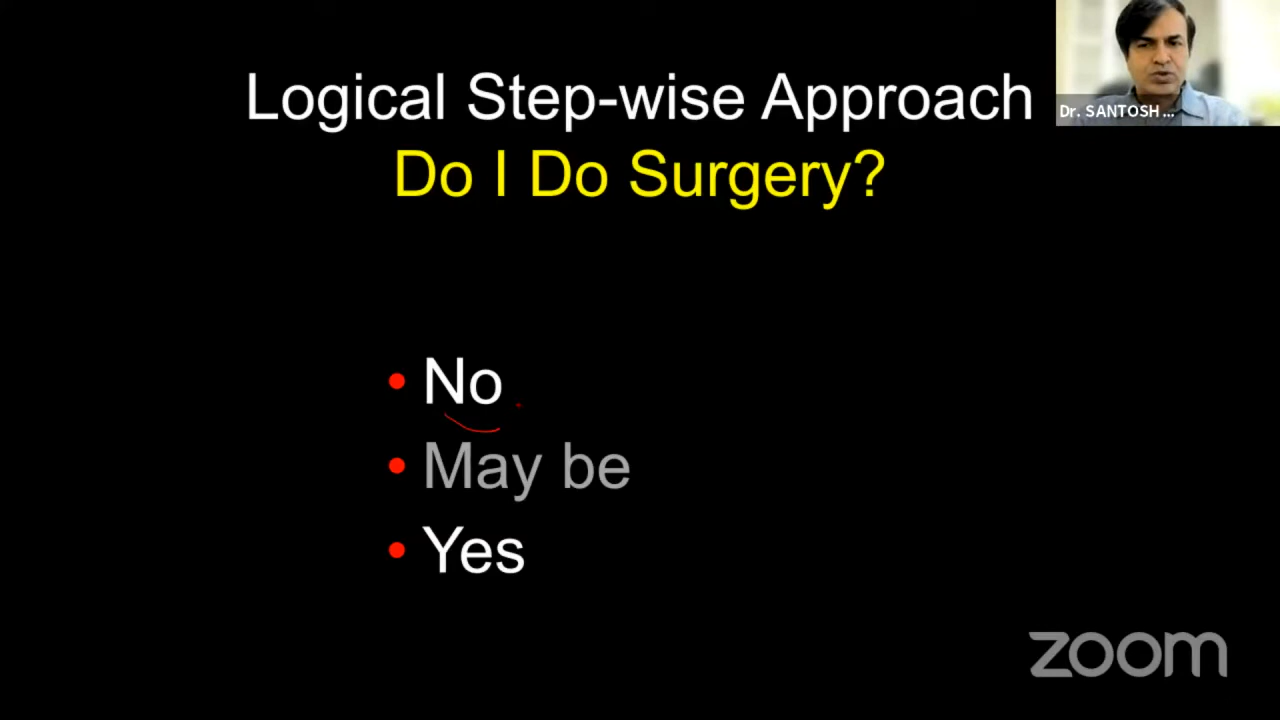 Logical Step-wise Approach
Do I Do Surgery?
Dr. SANTOSH ...
• No
• May be
• Yes
zoom